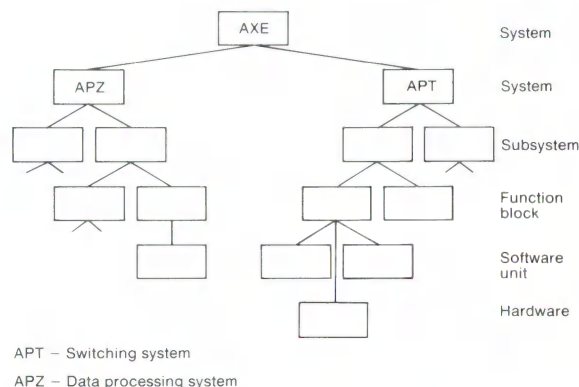 AXE
System
APZ
APT
System
Subsystem
Function
block
Software
unit
Hardware
APT – Switching system
APZ – Data processing system